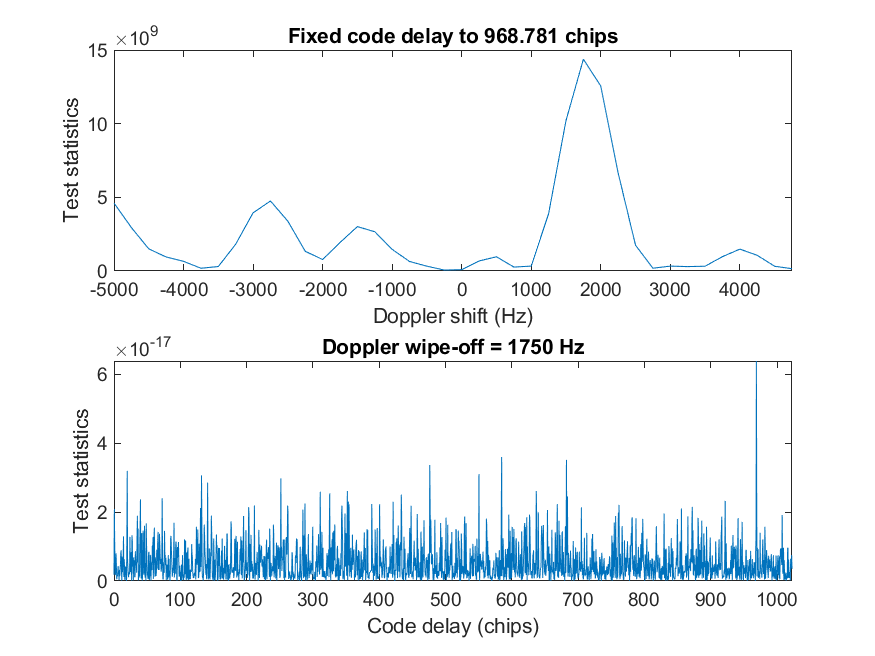 ×10^9
Fixed code delay to 968.781 chips
15
10
5
0
Test statistics
-5000 -4000 -3000 -2000 -1000 0 1000 2000 3000 4000
Doppler shift (Hz)
×10^-17
Doppler wipe-off = 1750 Hz
6
4
2
0
Test statistics
0 100 200 300 400 500 600 700 800 900 1000
Code delay (chips)